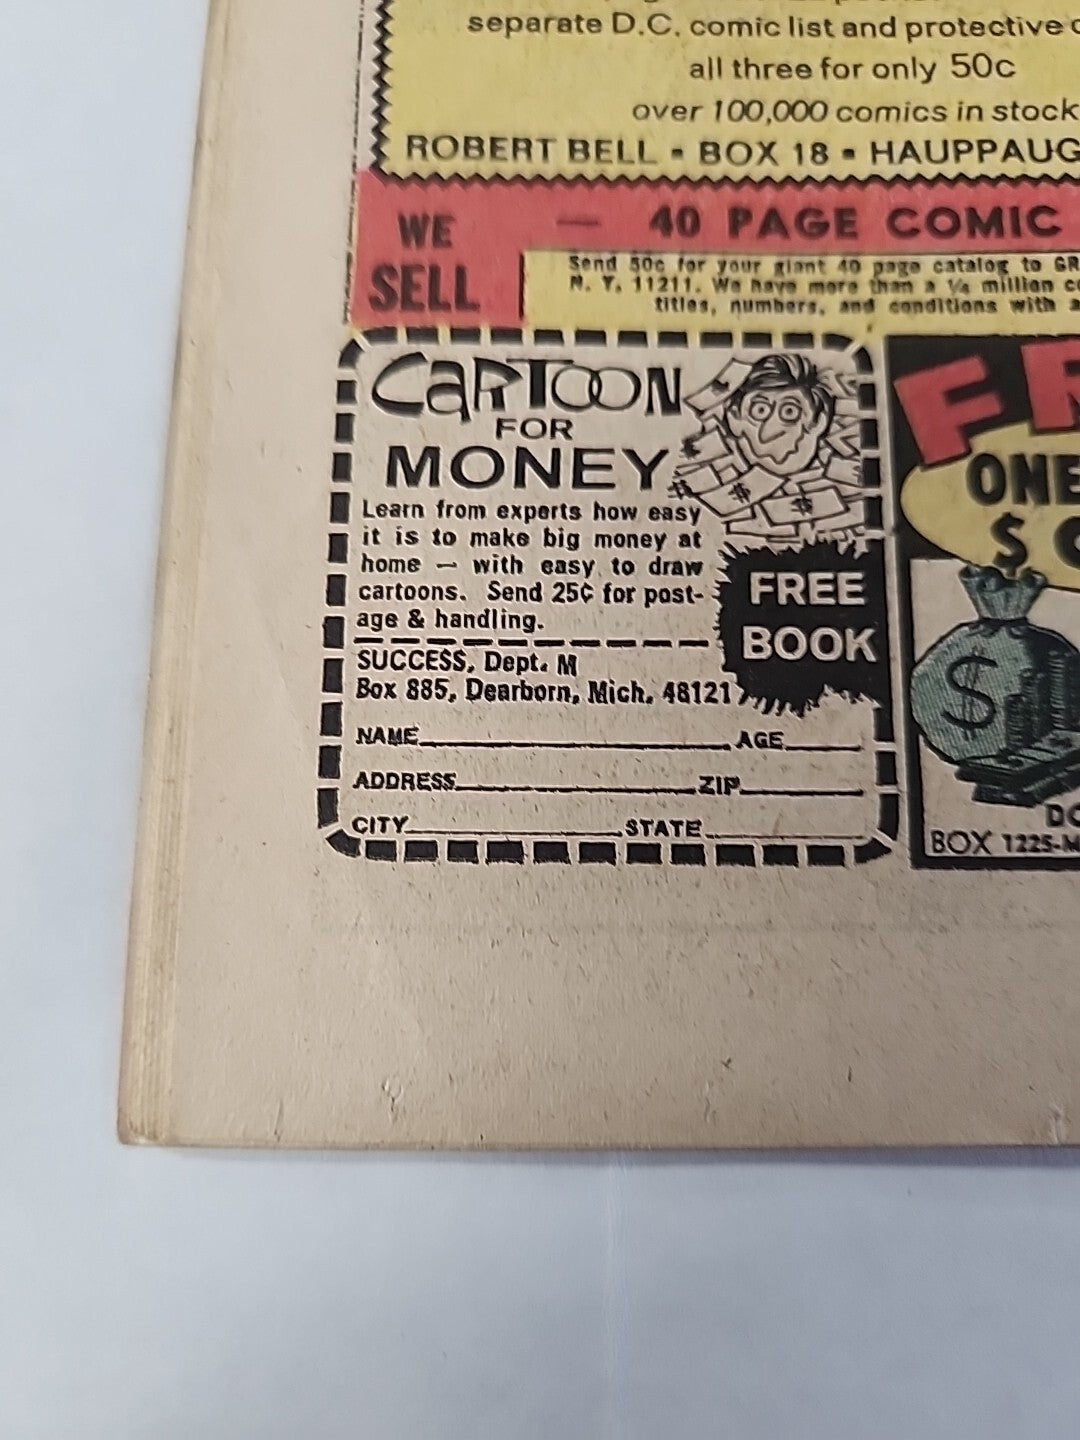 separate D.C. comic list and protective
all three for only 50c
over 100,000 comics in stock
ROBERT BELL ▪ BOX 18 ▪ HAUPPAUG
WE SELL — 40 PAGE COMIC
Send 50c for your giant 40 page catalog to GR
N. Y. 11211. We have more than a ¼ million co
titles, numbers, and conditions with a
CARTOON
FOR
MONEY
Learn from experts how easy
it is to make big money at
home — with easy to draw
cartoons. Send 25¢ for post-
age & handling.
FREE
BOOK
SUCCESS, Dept. M
Box 885, Dearborn, Mich. 48121
NAME AGE
ADDRESS ZIP
CITY STATE
FR
ONE
$
$
DO
BOX 1225-M